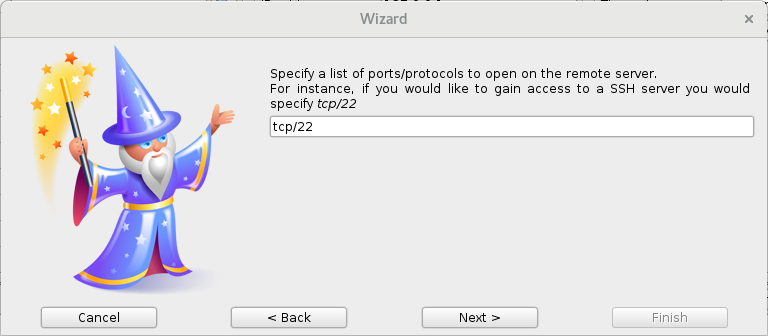 Wizard
Specify a list of ports/protocols to open on the remote server.
For instance, if you would like to gain access to a SSH server you would
specify tcp/22
tcp/22
Cancel
< Back
Next >
Finish